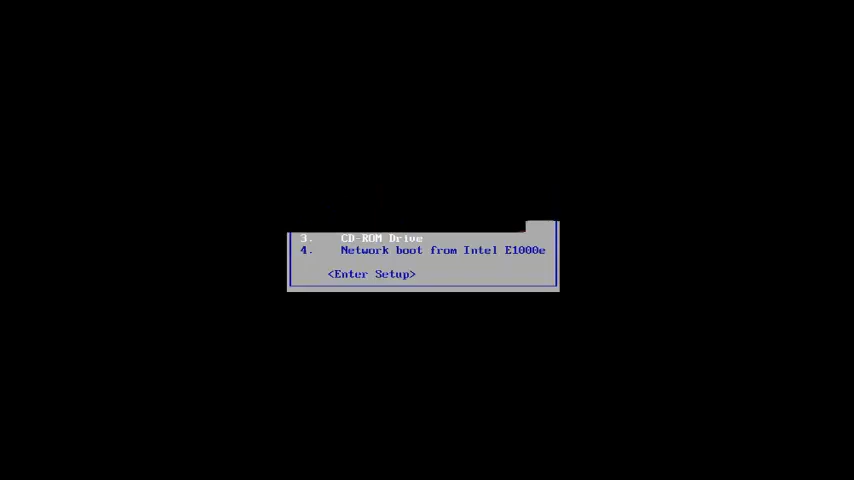 3. CD-ROM Drive
4. Network boot from Intel E1000e
<Enter Setup>